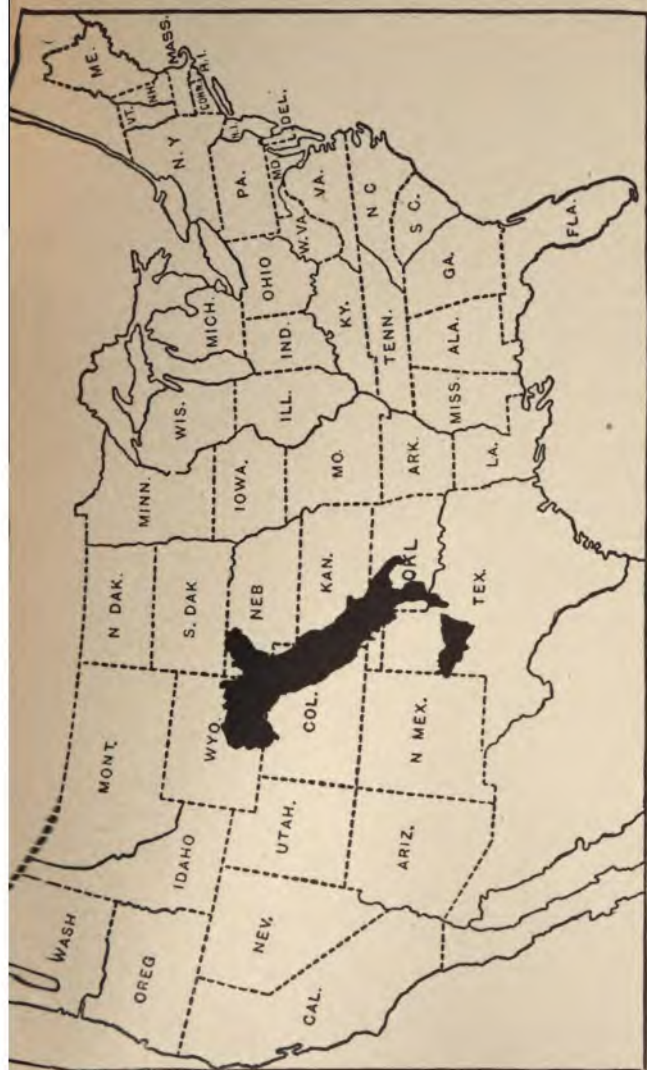 WASH
OREG
CAL.
NEV.
IDAHO
MONT.
WYO.
UTAH.
ARIZ.
COL.
N MEX.
N DAK.
S. DAK
NEB
KAN.
OKL
TEX.
MINN.
IOWA.
MO.
ARK.
LA.
WIS.
ILL.
MICH.
IND.
OHIO
KY.
TENN.
MISS.
ALA.
GA.
FLA.
S C.
N C
VA.
W.VA.
MD.
DEL.
PA.
N.J.
N.Y
CONN.
R.I.
MASS.
VT.
NH.
ME.